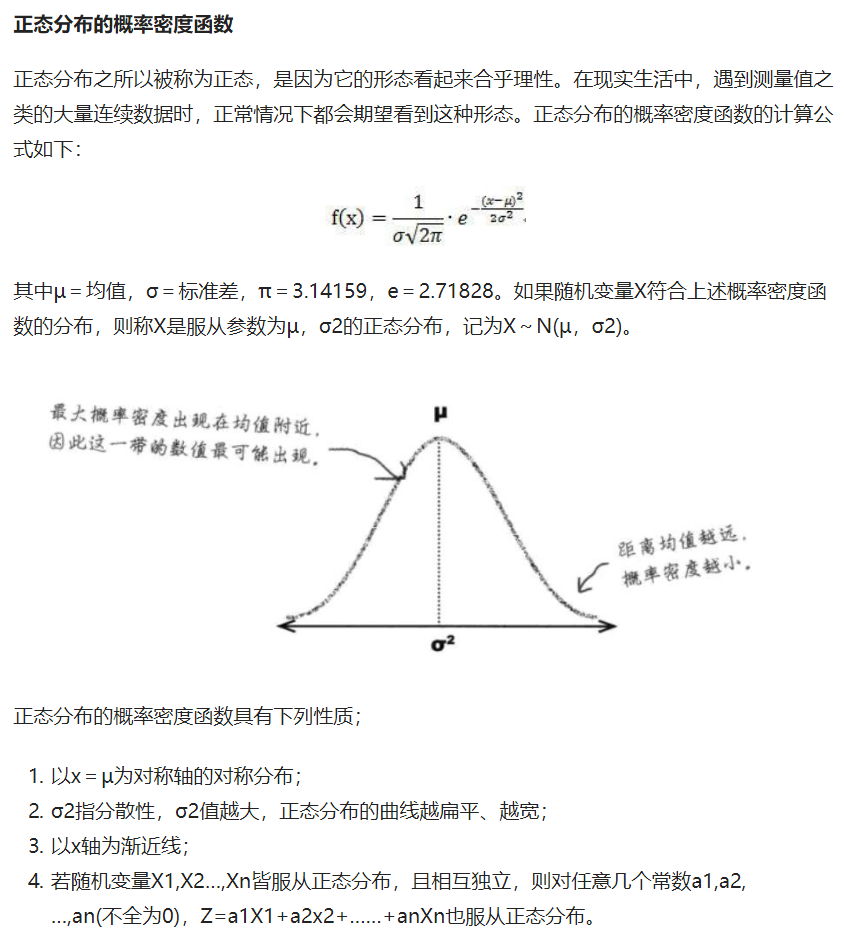 正态分布的概率密度函数
正态分布之所以被称为正态，是因为它的形态看起来合乎理性。在现实生活中，遇到测量值之
类的大量连续数据时，正常情况下都会期望看到这种形态。正态分布的概率密度函数的计算公
式如下：
f(x) = \frac{1}{σ\sqrt{2π}} · e^{-\frac{(x-μ)^2}{2σ^2}}.
其中μ＝均值，σ＝标准差，π＝3.14159，e＝2.71828。如果随机变量X符合上述概率密度函
数的分布，则称X是服从参数为μ，σ2的正态分布，记为X～N(μ，σ2)。
最大概率密度出现在均值附近，
因此这一带的数值最可能出现。
μ
距离均值越远，
概率密度越小。
σ²
正态分布的概率密度函数具有下列性质；
1. 以x＝μ为对称轴的对称分布；
2. σ2指分散性，σ2值越大，正态分布的曲线越扁平、越宽；
3. 以x轴为渐近线；
4. 若随机变量X1,X2...,Xn皆服从正态分布，且相互独立，则对任意几个常数a1,a2,
...,an(不全为0)，Z=a1X1+a2x2+……+anXn也服从正态分布。